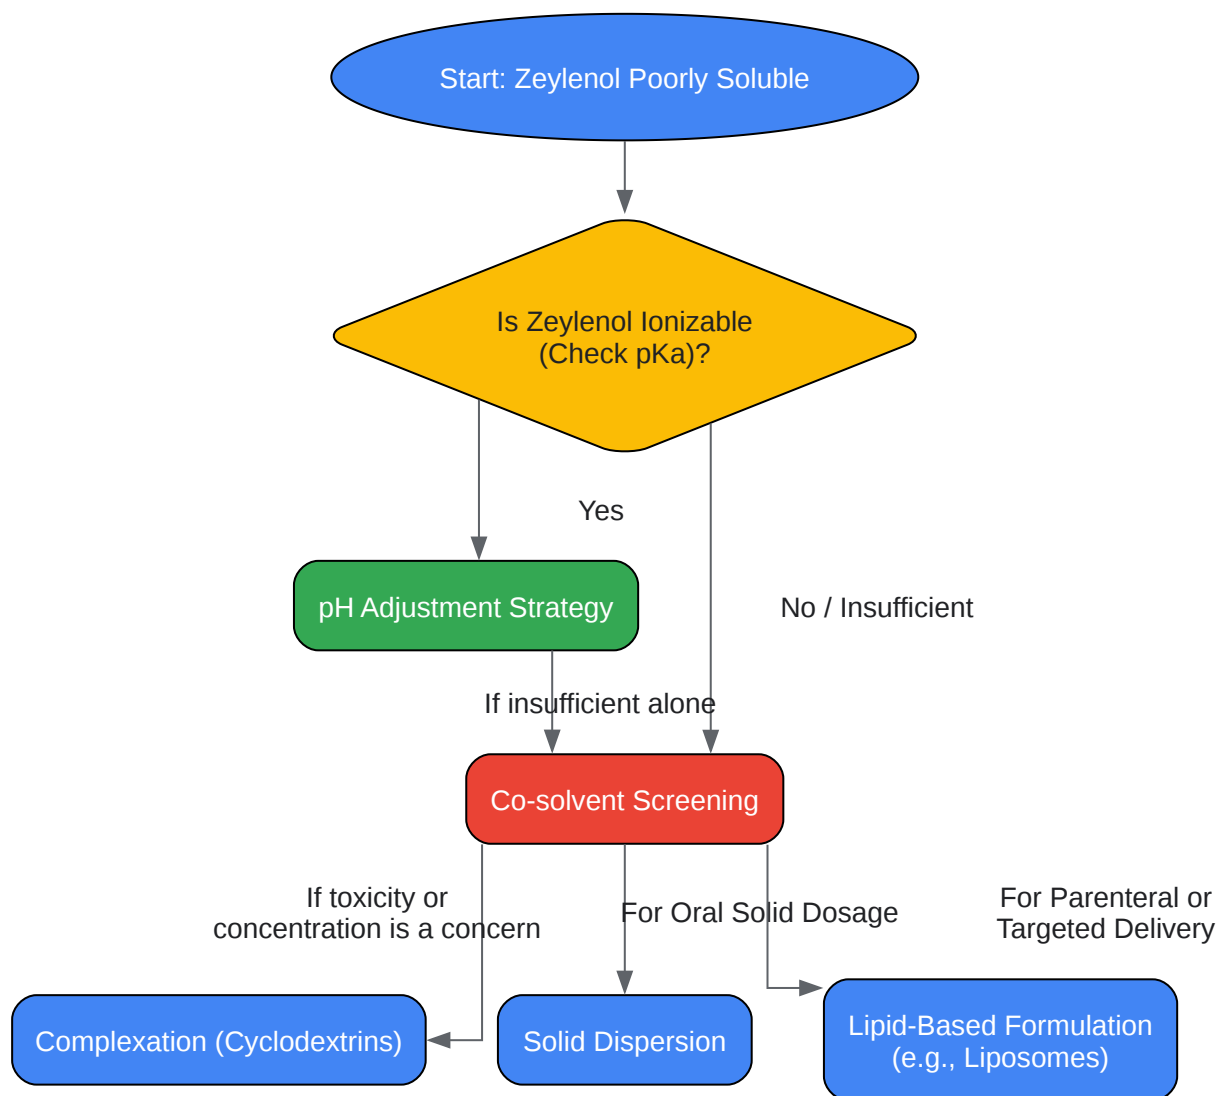 Start: Zeylenol Poorly Soluble
Is Zeylenol Ionizable
(Check pKa)?
Yes
pH Adjustment Strategy
No / Insufficient
If insufficient alone
Co-solvent Screening
If toxicity or
concentration is a concern
For Oral Solid Dosage
For Parenteral or
Targeted Delivery
Complexation (Cyclodextrins)
Solid Dispersion
Lipid-Based Formulation
(e.g., Liposomes)